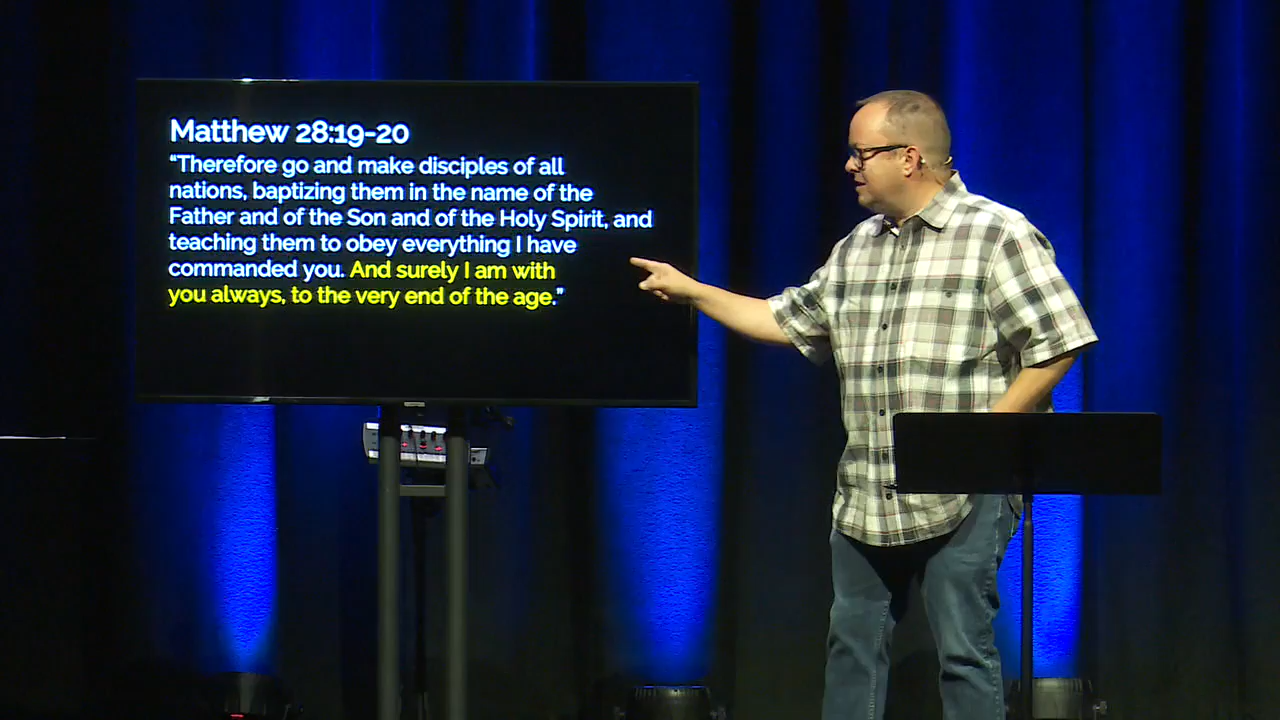 Matthew 28:19-20
“Therefore go and make disciples of all
nations, baptizing them in the name of the
Father and of the Son and of the Holy Spirit, and
teaching them to obey everything I have
commanded you. And surely I am with
you always, to the very end of the age.”